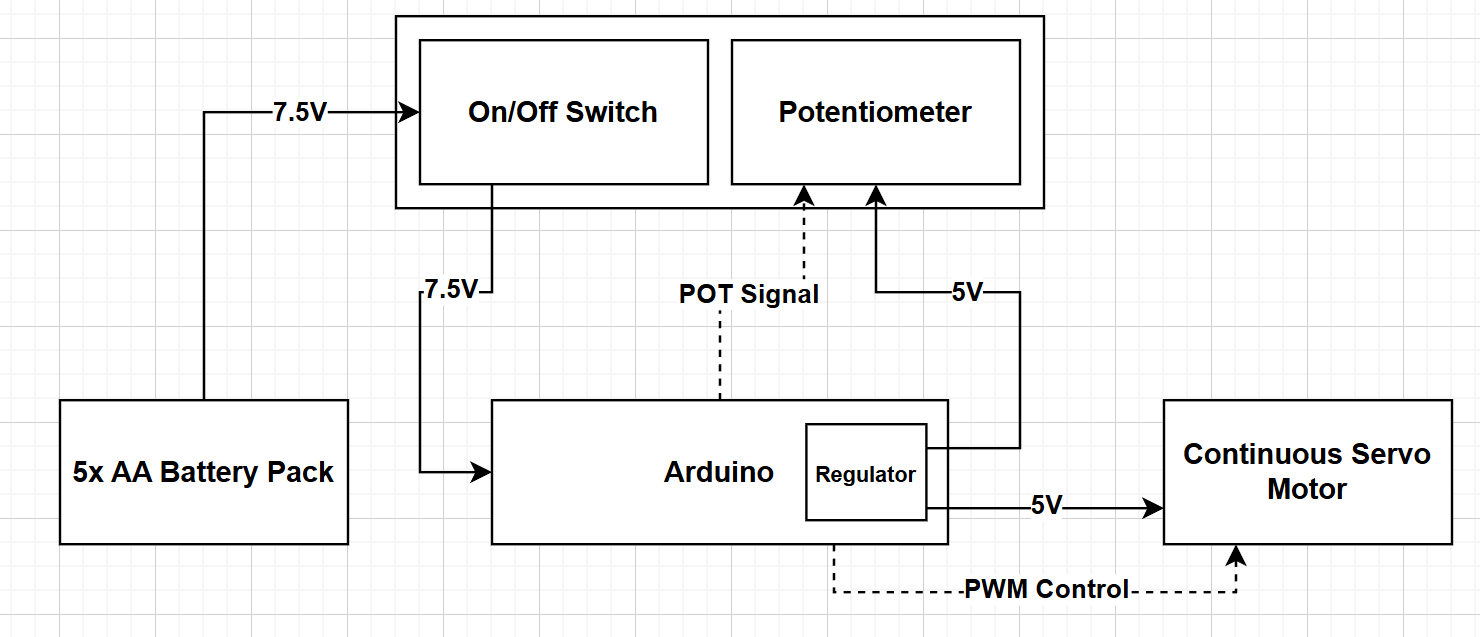 On/Off Switch
Potentiometer
7.5V
7.5V
POT Signal
5V
5x AA Battery Pack
Arduino
Regulator
Continuous Servo
Motor
5V
PWM Control